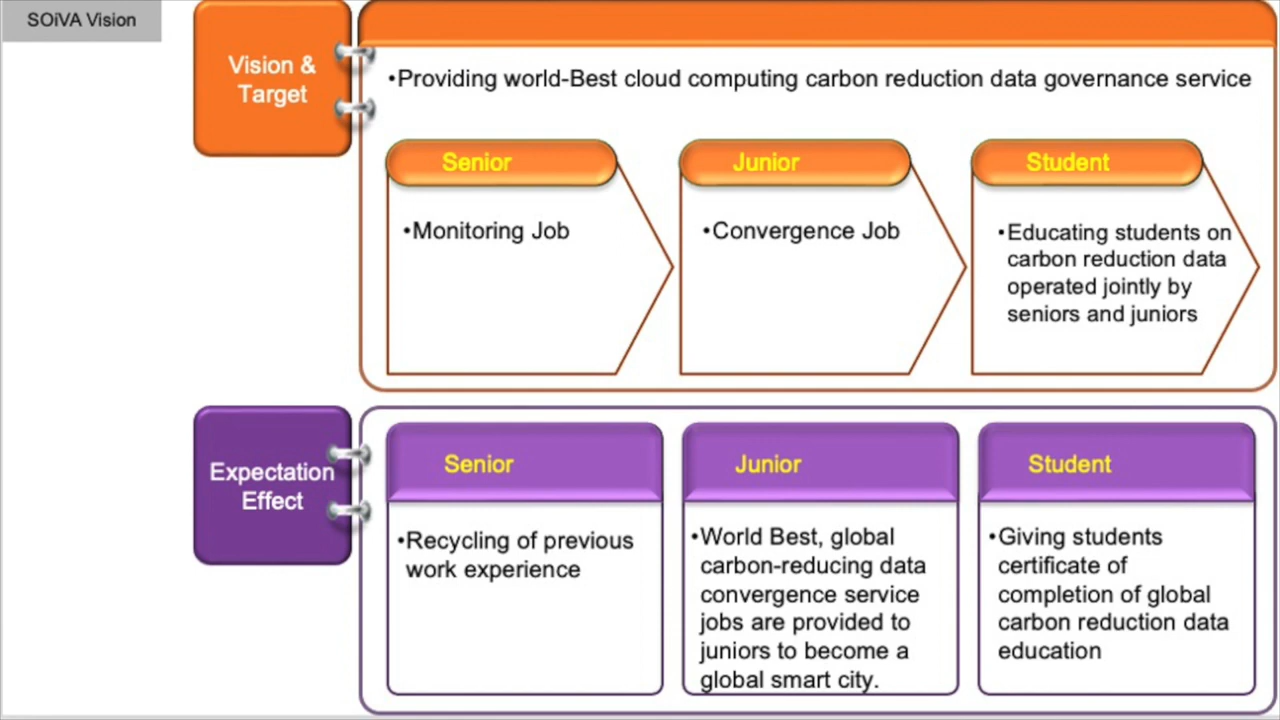 SOiVA Vision
Vision &
Target
•Providing world-Best cloud computing carbon reduction data governance service
Senior
•Monitoring Job
Junior
•Convergence Job
Student
•Educating students on
carbon reduction data
operated jointly by
seniors and juniors
Expectation
Effect
Senior
•Recycling of previous
work experience
Junior
•World Best, global
carbon-reducing data
convergence service
jobs are provided to
juniors to become a
global smart city.
Student
•Giving students
certificate of
completion of global
carbon reduction data
education